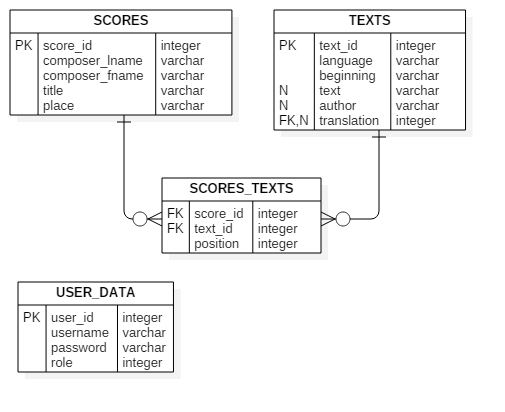 SCORES
PK score_id integer
composer_lname varchar
composer_fname varchar
title varchar
place varchar
TEXTS
PK text_id integer
language varchar
beginning varchar
N text varchar
N author varchar
FK,N translation integer
SCORES_TEXTS
FK score_id integer
FK text_id integer
position integer
USER_DATA
PK user_id integer
username varchar
password varchar
role integer